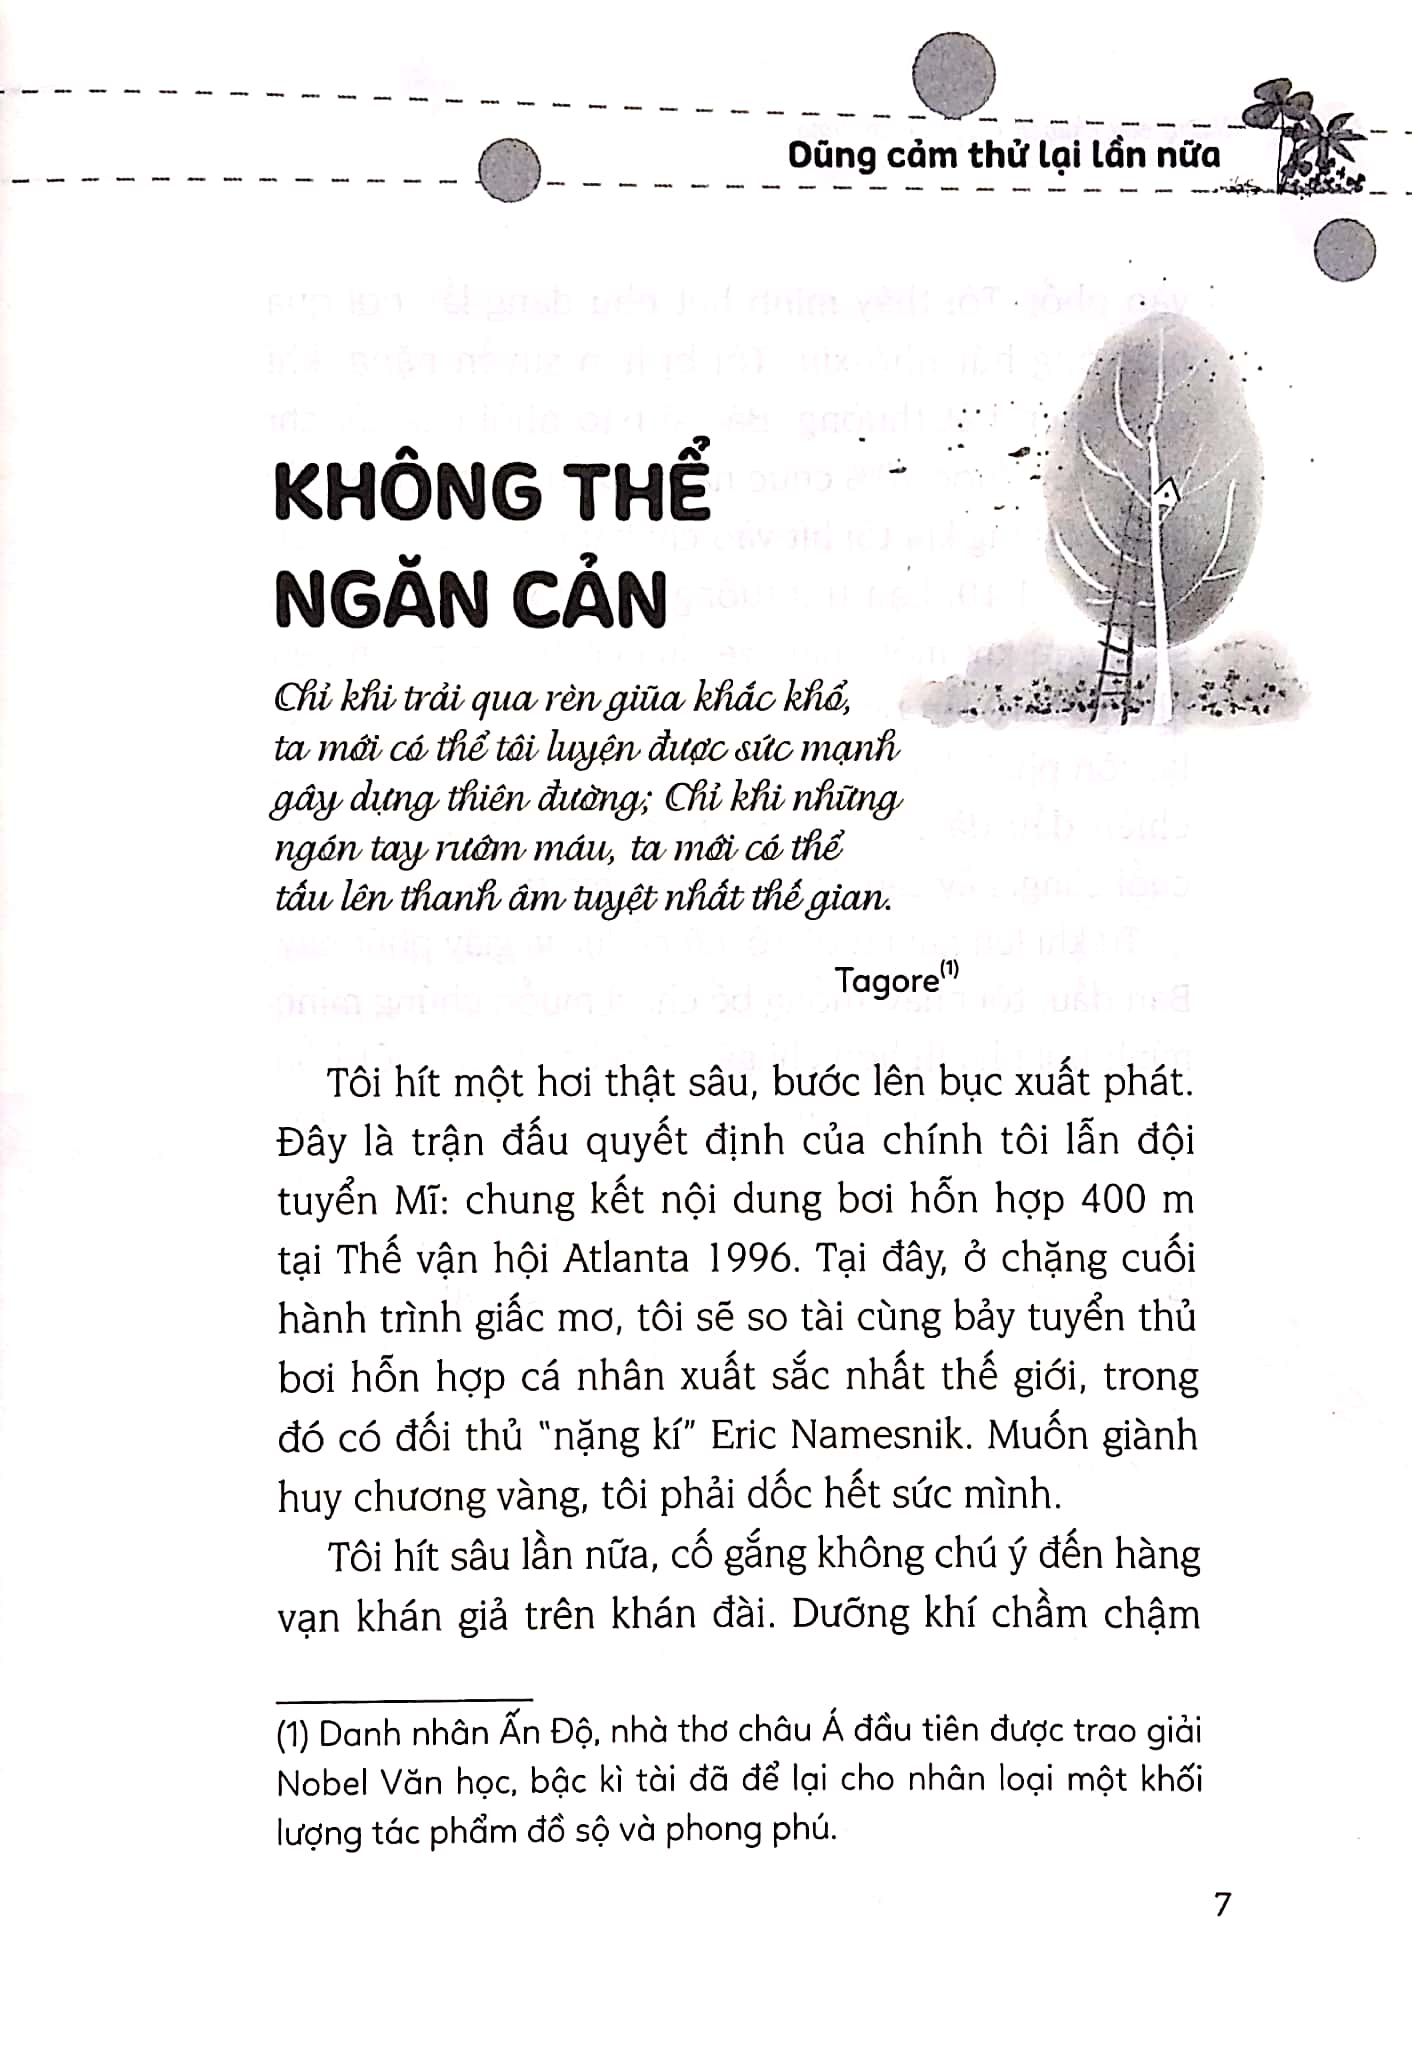 Dũng cảm thử lại lần nữa
KHÔNG THỂ
NGĂN CẢN
Chỉ khi trải qua rèn giũa khắc khổ,
ta mới có thể tôi luyện được sức mạnh
gây dựng thiên đường; Chỉ khi những
ngón tay rướm máu, ta mới có thể
tấu lên thanh âm tuyệt nhất thế gian.
Tagore(1)
Tôi hít một hơi thật sâu, bước lên bục xuất phát.
Đây là trận đấu quyết định của chính tôi lẫn đội
tuyển Mĩ: chung kết nội dung bơi hỗn hợp 400 m
tại Thế vận hội Atlanta 1996. Tại đây, ở chặng cuối
hành trình giấc mơ, tôi sẽ so tài cùng bảy tuyển thủ
bơi hỗn hợp cá nhân xuất sắc nhất thế giới, trong
đó có đối thủ "nặng kí" Eric Namesnik. Muốn giành
huy chương vàng, tôi phải dốc hết sức mình.
Tôi hít sâu lần nữa, cố gắng không chú ý đến hàng
vạn khán giả trên khán đài. Dưỡng khí chầm chậm
(1) Danh nhân Ấn Độ, nhà thơ châu Á đầu tiên được trao giải
Nobel Văn học, bậc kì tài đã để lại cho nhân loại một khối
lượng tác phẩm đồ sộ và phong phú.
7